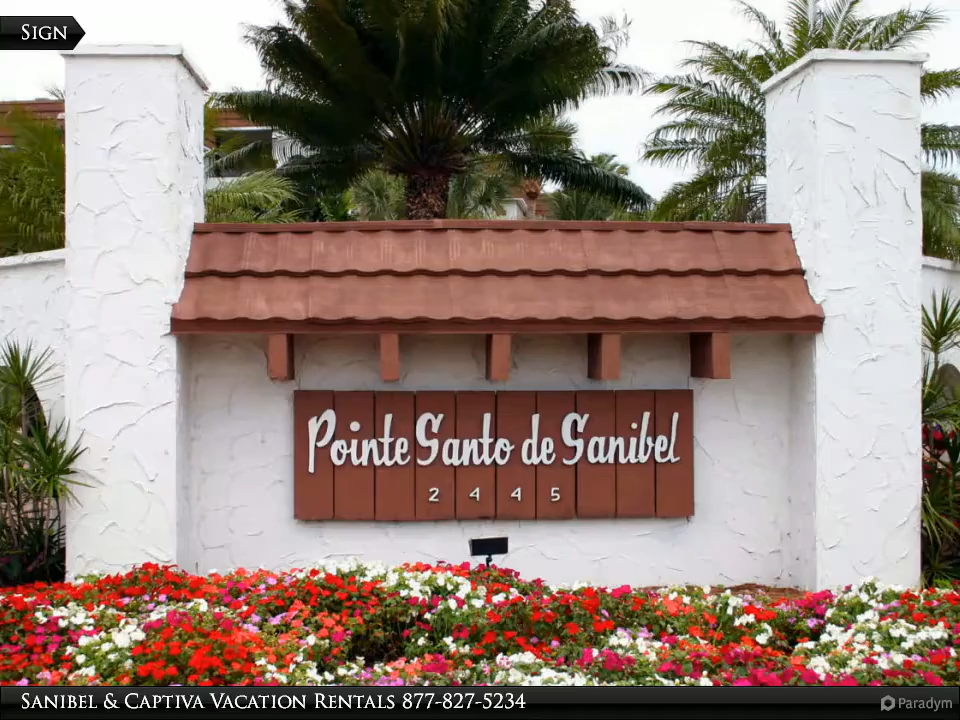 Sign
Pointe Santo de Sanibel
2445
Sanibel & Captiva Vacation Rentals 877-827-5234
Paradym